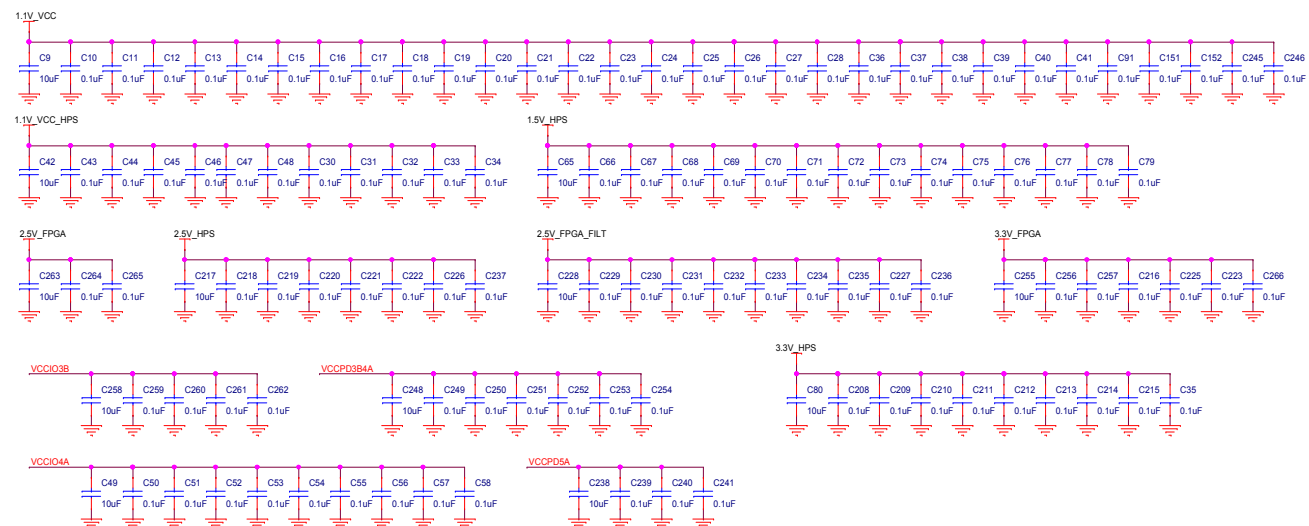 1.1V_VCC
C9 C10 C11 C12 C13 C14 C15 C16 C17 C18 C19 C20 C21 C22 C23 C24 C25 C26 C27 C28 C36 C37 C38 C39 C40 C41 C91 C151 C152 C245 C246
10uF 0.1uF 0.1uF 0.1uF 0.1uF 0.1uF 0.1uF 0.1uF 0.1uF 0.1uF 0.1uF 0.1uF 0.1uF 0.1uF 0.1uF 0.1uF 0.1uF 0.1uF 0.1uF 0.1uF 0.1uF 0.1uF 0.1uF 0.1uF 0.1uF 0.1uF 0.1uF 0.1uF 0.1uF 0.1uF 0.1uF
1.1V_VCC_HPS 1.5V_HPS
C42 C43 C44 C45 C46 C47 C48 C30 C31 C32 C33 C34 C65 C66 C67 C68 C69 C70 C71 C72 C73 C74 C75 C76 C77 C78 C79
10uF 0.1uF 0.1uF 0.1uF 0.1uF 0.1uF 0.1uF 0.1uF 0.1uF 0.1uF 0.1uF 0.1uF 10uF 0.1uF 0.1uF 0.1uF 0.1uF 0.1uF 0.1uF 0.1uF 0.1uF 0.1uF 0.1uF 0.1uF 0.1uF 0.1uF 0.1uF
2.5V_FPGA 2.5V_HPS 2.5V_FPGA_FILT 3.3V_FPGA
C263 C264 C265 C217 C218 C219 C220 C221 C222 C226 C237 C228 C229 C230 C231 C232 C233 C234 C235 C227 C236 C255 C256 C257 C216 C225 C223 C266
10uF 0.1uF 0.1uF 10uF 0.1uF 0.1uF 0.1uF 0.1uF 0.1uF 0.1uF 0.1uF 10uF 0.1uF 0.1uF 0.1uF 0.1uF 0.1uF 0.1uF 0.1uF 0.1uF 0.1uF 10uF 0.1uF 0.1uF 0.1uF 0.1uF 0.1uF 0.1uF
3.3V_HPS
VCCIO3B VCCPD3B4A
C258 C259 C260 C261 C262 C248 C249 C250 C251 C252 C253 C254 C80 C208 C209 C210 C211 C212 C213 C214 C215 C35
10uF 0.1uF 0.1uF 0.1uF 0.1uF 10uF 0.1uF 0.1uF 0.1uF 0.1uF 0.1uF 0.1uF 10uF 0.1uF 0.1uF 0.1uF 0.1uF 0.1uF 0.1uF 0.1uF 0.1uF 0.1uF
VCCIO4A VCCPD5A
C49 C50 C51 C52 C53 C54 C55 C56 C57 C58 C238 C239 C240 C241
10uF 0.1uF 0.1uF 0.1uF 0.1uF 0.1uF 0.1uF 0.1uF 0.1uF 0.1uF 10uF 0.1uF 0.1uF 0.1uF